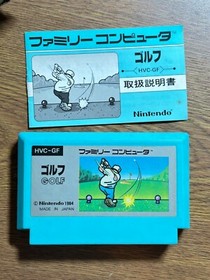 ファミリー コンピュータ
ゴルフ
HVC-GF
取扱説明書
Nintendo
HVC-GF
ファミリー コンピュータ
ゴルフ
GOLF
©Nintendo 1984
MADE IN JAPAN